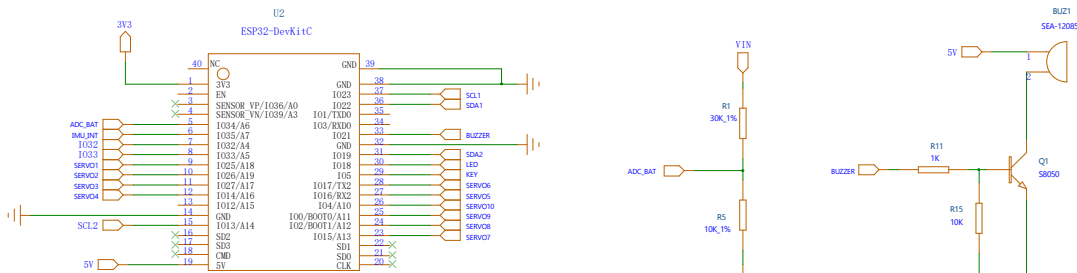 U2
ESP32-DevKitC
3V3
40 NC GND 39
1 3V3 GND 38
2 EN IO23 37 SCL1
3 SENSOR_VP/IO36/A0 IO22 36 SDA1
4 SENSOR_VN/IO39/A3 IO1/TXD0 35
ADC_BAT 5 IO34/A6 IO3/RXD0 34
IMU_INT 6 IO35/A7 IO21 33 BUZZER
IO32 7 IO32/A4 GND 32
IO33 8 IO33/A5 IO19 31 SDA2
SERVO1 9 IO25/A18 IO18 30 LED
SERVO2 10 IO26/A19 IO5 29 KEY
SERVO3 11 IO27/A17 IO17/TX2 28 SERVO6
SERVO4 12 IO14/A16 IO16/RX2 27 SERVO5
13 IO12/A15 IO4/A10 26 SERVO10
14 GND IO0/BOOT0/A11 25 SERVO9
SCL2 15 IO13/A14 IO2/BOOT1/A12 24 SERVO8
16 SD2 IO15/A13 23 SERVO7
17 SD3 SD1 22
18 CMD SD0 21
5V 19 5V CLK 20
VIN
R1
30K_1%
ADC_BAT
R5
10K_1%
BUZ1
SEA-12085
5V
1
2
R11
1K
BUZZER
Q1
S8050
R15
10K